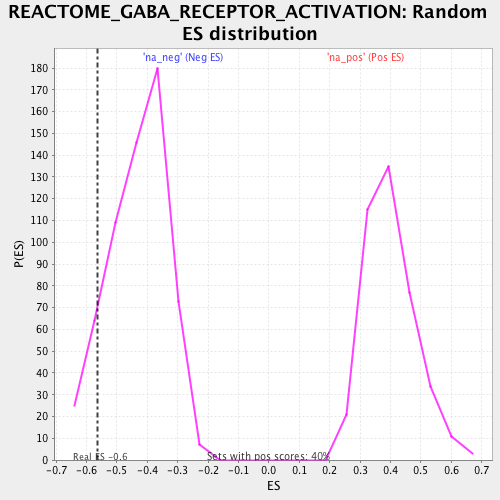 REACTOME_GABA_RECEPTOR_ACTIVATION: Random
ES distribution
'na_neg' (Neg ES)
'na_pos' (Pos ES)
180
170
160
150
140
130
120
110
100
90
80
70
60
50
40
30
20
10
0
P(ES)
Real ES -0.6
Sets with pos scores: 40%
-0.7 -0.6 -0.5 -0.4 -0.3 -0.2 -0.1 0.0 0.1 0.2 0.3 0.4 0.5 0.6 0.7
ES